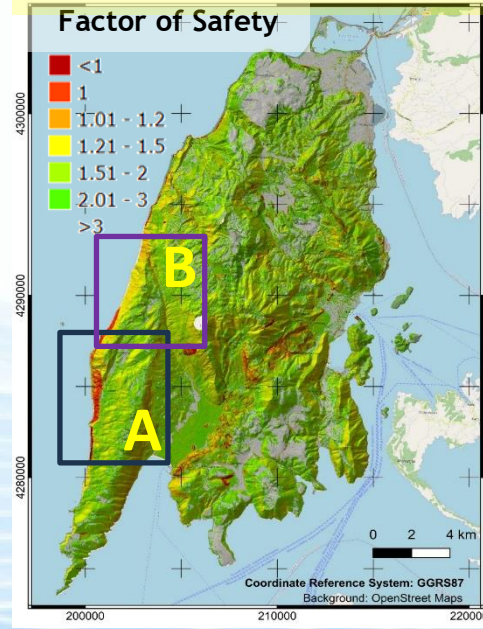 Factor of Safety
<1
1
1.01 - 1.2
1.21 - 1.5
1.51 - 2
2.01 - 3
>3
4300000
4290000
4280000
B
A
0 2 4 km
Coordinate Reference System: GGRS87
Background: OpenStreet Maps
200000 210000 220000